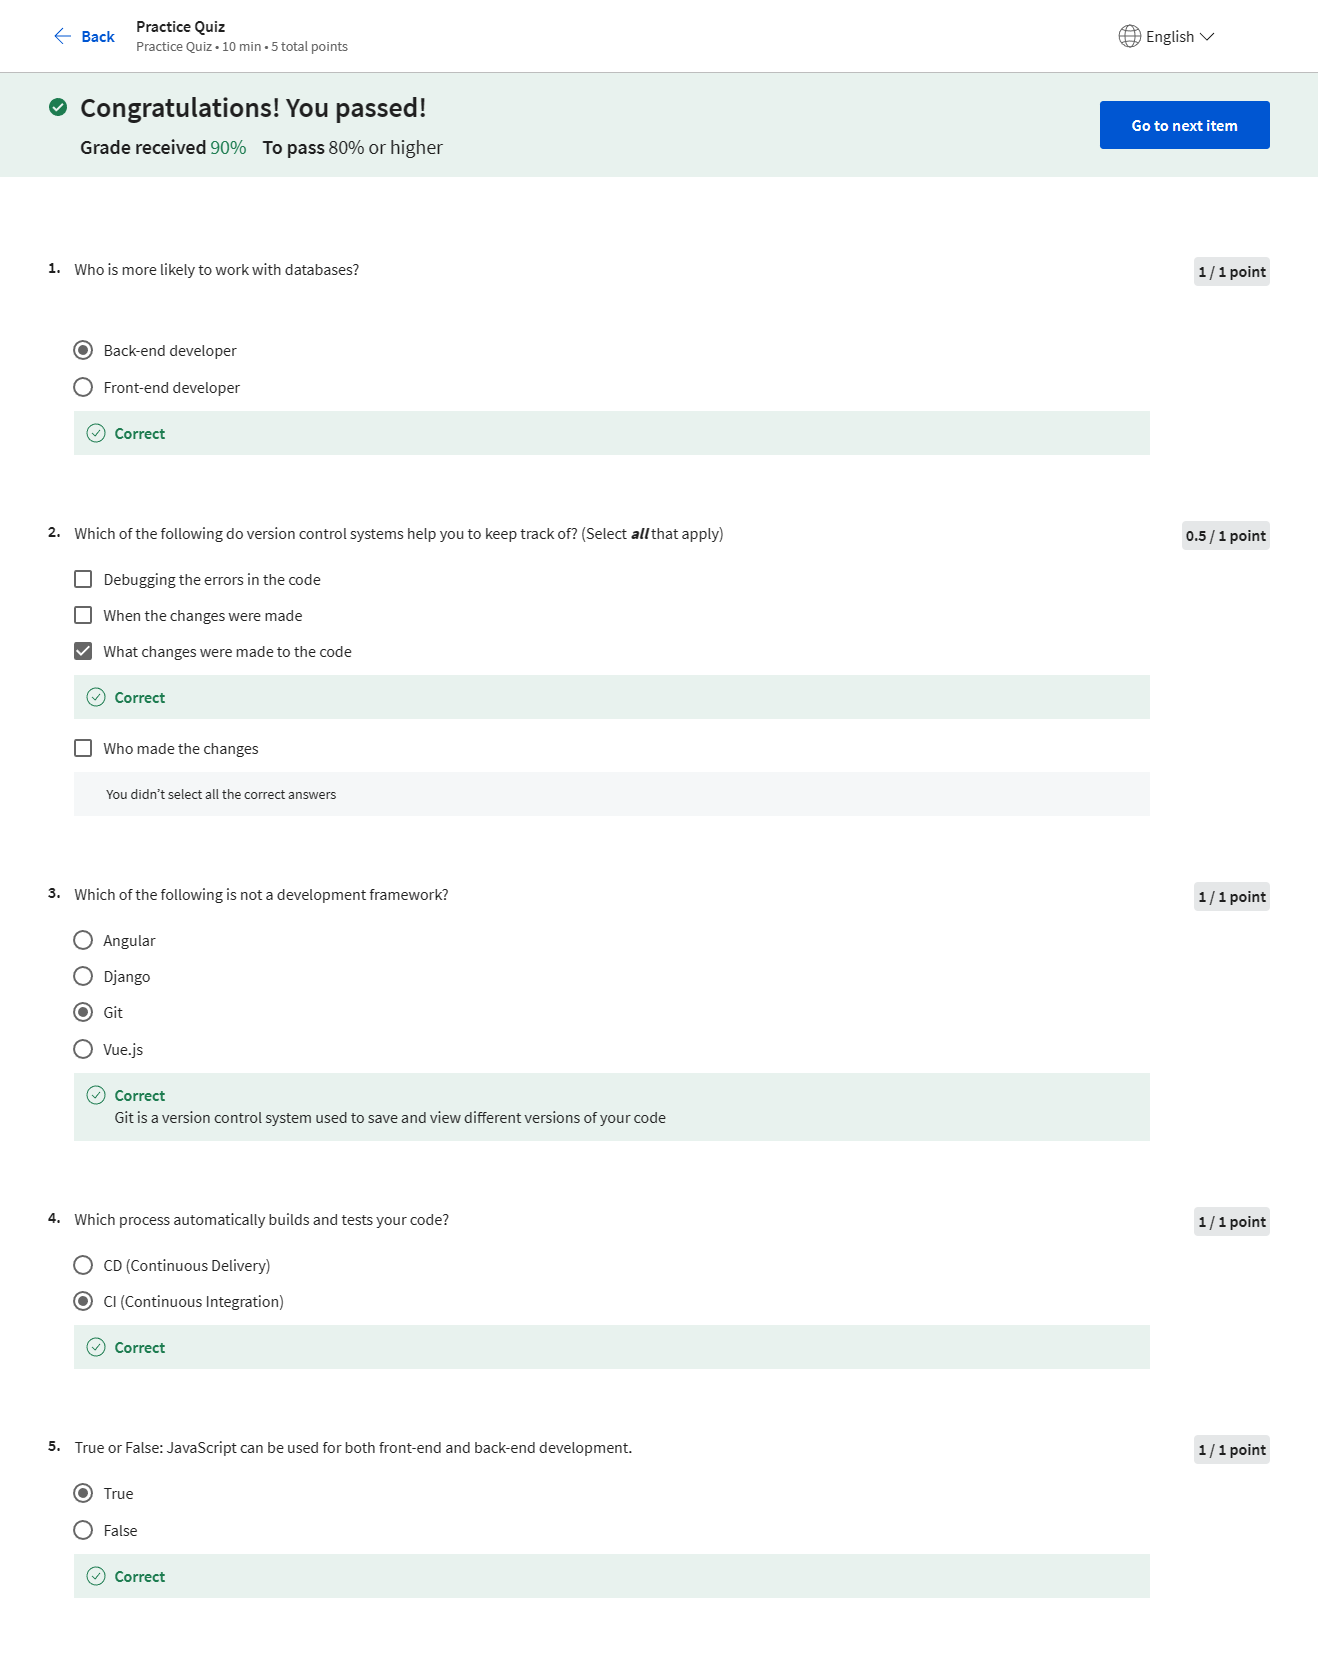 Back
Practice Quiz
Practice Quiz • 10 min • 5 total points
English
Congratulations! You passed!
Grade received 90% To pass 80% or higher
Go to next item
1. Who is more likely to work with databases?
1 / 1 point
Back-end developer
Front-end developer
Correct
2. Which of the following do version control systems help you to keep track of? (Select all that apply)
0.5 / 1 point
Debugging the errors in the code
When the changes were made
What changes were made to the code
Correct
Who made the changes
You didn't select all the correct answers
3. Which of the following is not a development framework?
1 / 1 point
Angular
Django
Git
Vue.js
Correct
Git is a version control system used to save and view different versions of your code
4. Which process automatically builds and tests your code?
1 / 1 point
CD (Continuous Delivery)
CI (Continuous Integration)
Correct
5. True or False: JavaScript can be used for both front-end and back-end development.
1 / 1 point
True
False
Correct